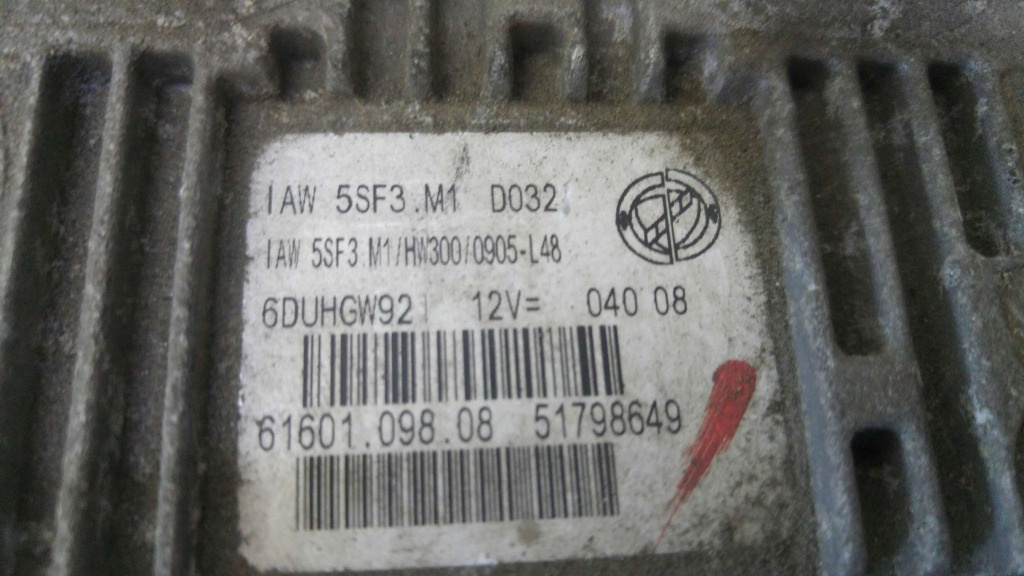 IAW 5SF3.M1 D032
IAW 5SF3 M1/HW300/0905-L48
6DUHGW92 12V= 040 08
61601.098.08 51798649